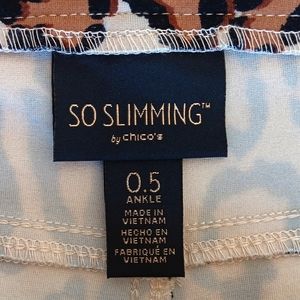 SO SLIMMING™
by chico's
0.5
ANKLE
MADE IN
VIETNAM
HECHO EN
VIETNAM
FABRIQUÉ EN
VIETNAM